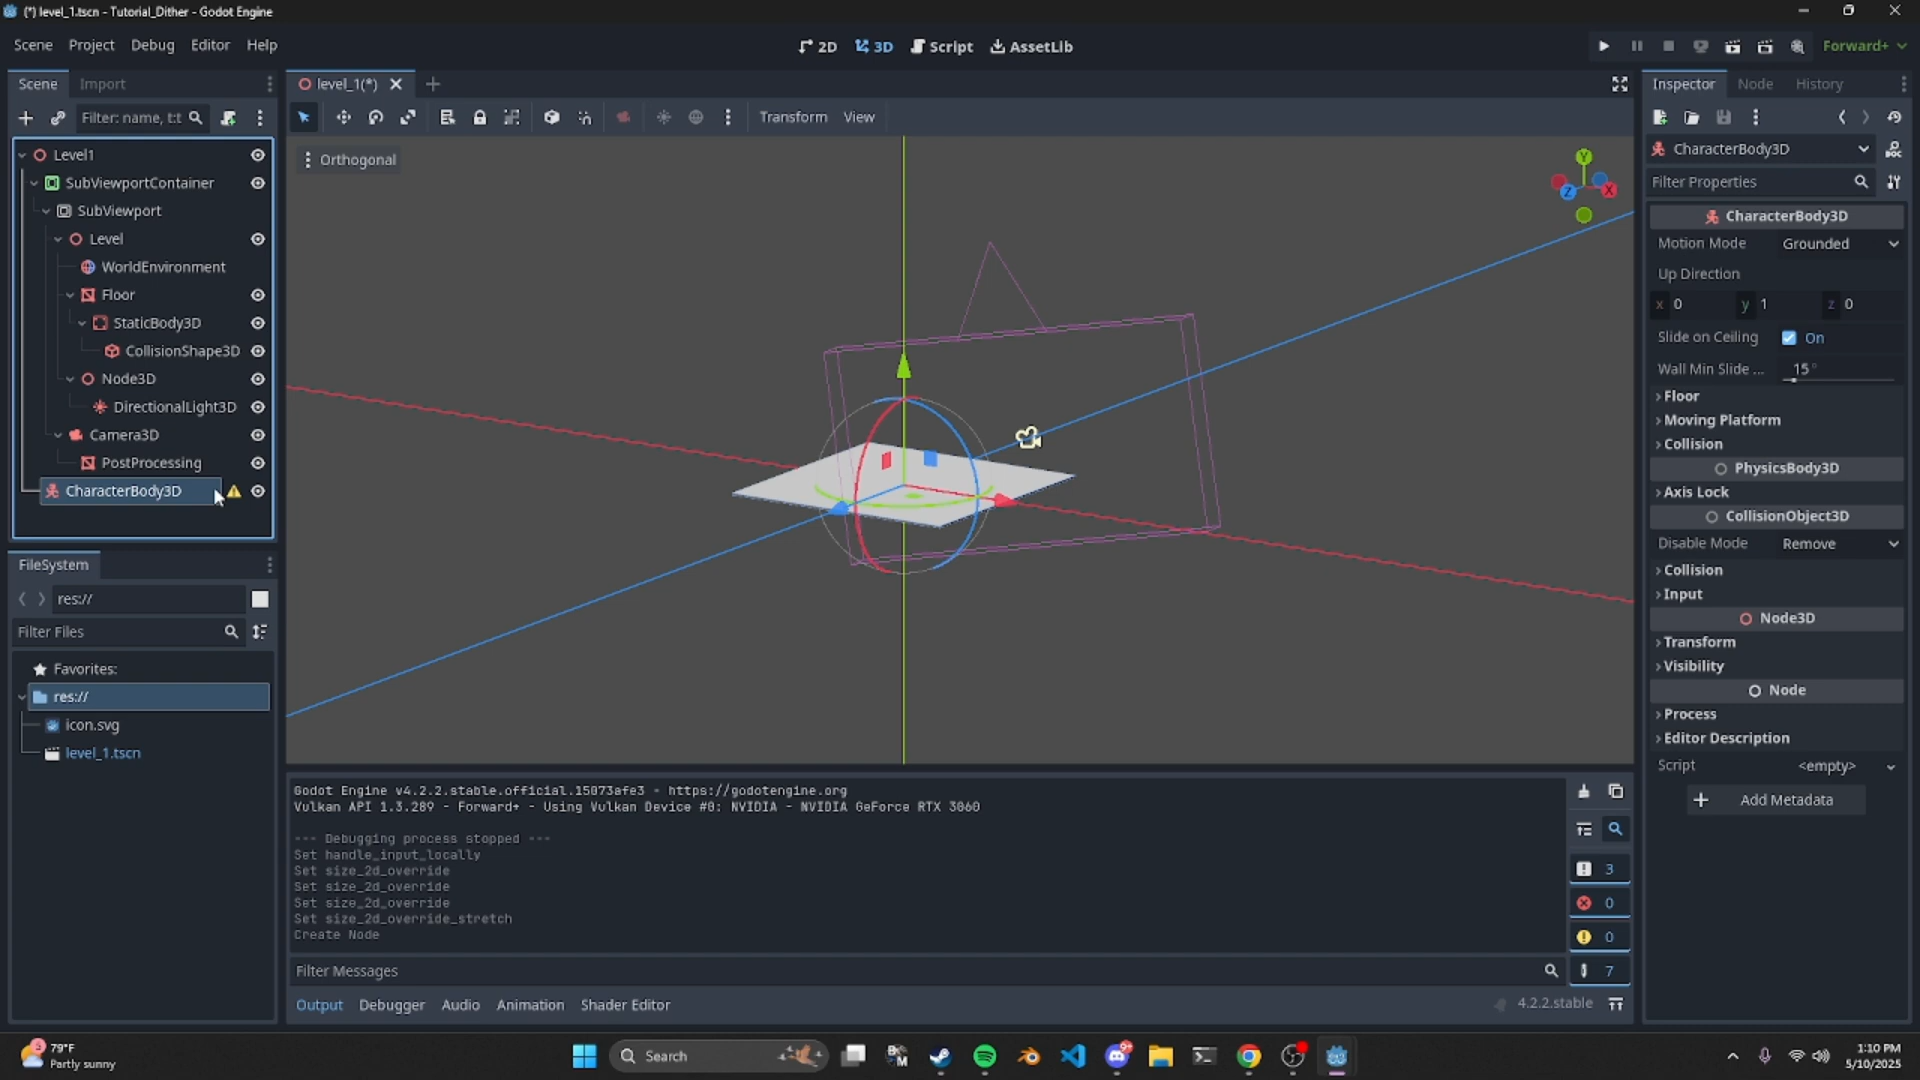 (*) level_1.tscn - Tutorial_Dither - Godot Engine
Scene Project Debug Editor Help
2D 3D Script AssetLib
Forward+
Scene Import
Filter: name, t:t
Level1
SubViewportContainer
SubViewport
Level
WorldEnvironment
Floor
StaticBody3D
CollisionShape3D
Node3D
DirectionalLight3D
Camera3D
PostProcessing
CharacterBody3D
FileSystem
res://
Filter Files
Favorites:
res://
icon.svg
level_1.tscn
level_1(*)
Transform View
Orthogonal
Y
X
Z
Godot Engine v4.2.2.stable.official.15073afe3 - https://godotengine.org
Vulkan API 1.3.289 - Forward+ - Using Vulkan Device #0: NVIDIA - NVIDIA GeForce RTX 3060
--- Debugging process stopped ---
Set handle_input_locally
Set size_2d_override
Set size_2d_override
Set size_2d_override
Set size_2d_override_stretch
Create Node
3
0
0
7
Filter Messages
Output Debugger Audio Animation Shader Editor
4.2.2.stable
Inspector Node History
CharacterBody3D
DOC
Filter Properties
CharacterBody3D
Motion Mode Grounded
Up Direction
x 0 y 1 z 0
Slide on Ceiling On
Wall Min Slide ... 15 °
Floor
Moving Platform
Collision
PhysicsBody3D
Axis Lock
CollisionObject3D
Disable Mode Remove
Collision
Input
Node3D
Transform
Visibility
Node
Process
Editor Description
Script <empty>
Add Metadata
79°F
Partly sunny
Search
1:10 PM
5/10/2025